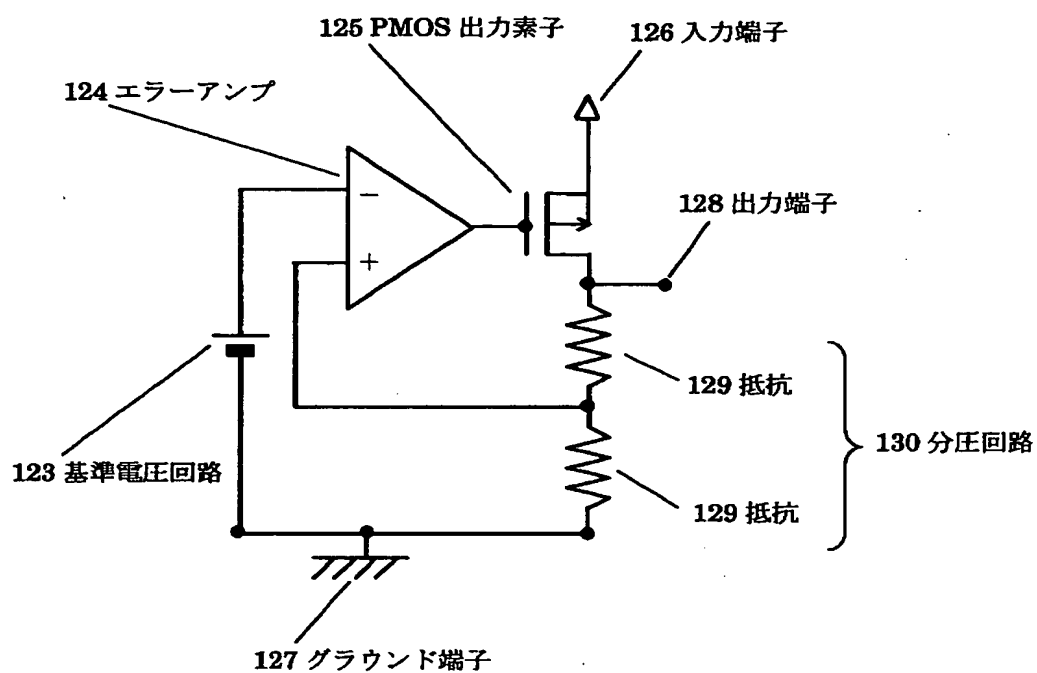 125 PMOS 出力素子
126 入力端子
124 エラーアンプ
−
128 出力端子
+
129 抵抗
130 分圧回路
123 基準電圧回路
129 抵抗
127 グラウンド端子